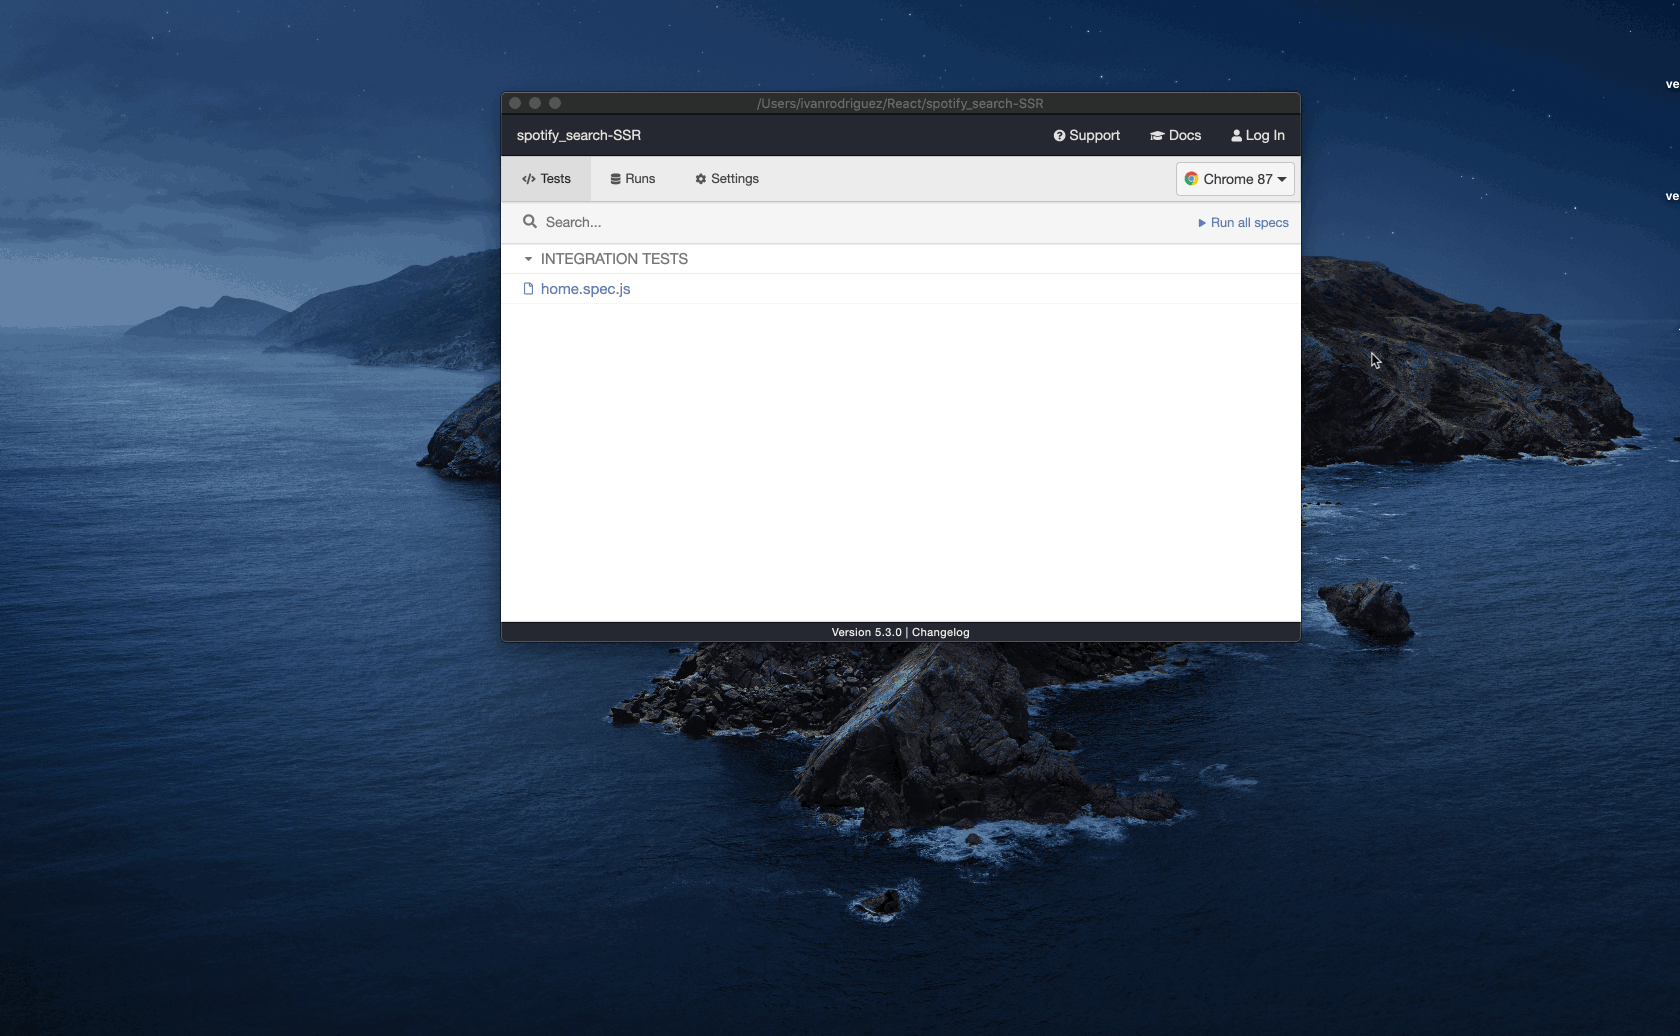 /Users/ivanrodriguez/React/spotify_search-SSR
spotify_search-SSR
Support
Docs
Log In
Tests
Runs
Settings
Chrome 87
Search...
Run all specs
INTEGRATION TESTS
home.spec.js
Version 5.3.0 | Changelog
ve
ve